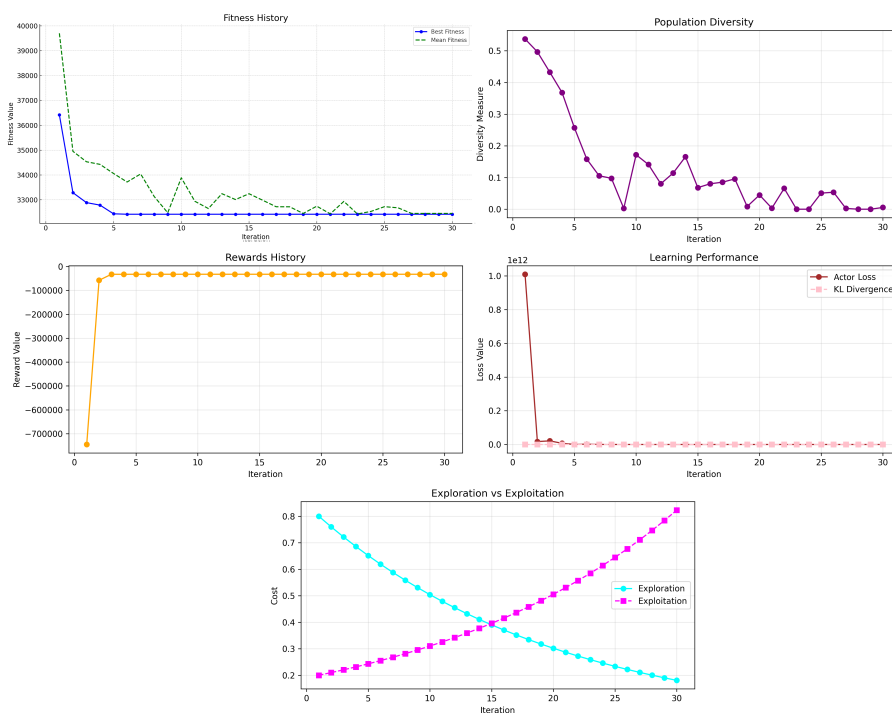 Fitness History
40000
39000
38000
37000
36000
35000
34000
33000
Fitness Value
Best Fitness
Mean Fitness
0 5 10 15 20 25 30
Iteration
Population Diversity
0.5
0.4
0.3
0.2
0.1
0.0
Diversity Measure
0 5 10 15 20 25 30
Iteration
Rewards History
0
−100000
−200000
−300000
−400000
−500000
−600000
−700000
Reward Value
0 5 10 15 20 25 30
Iteration
Learning Performance
1e12
1.0
0.8
0.6
0.4
0.2
0.0
Loss Value
Actor Loss
KL Divergence
0 5 10 15 20 25 30
Iteration
Exploration vs Exploitation
0.8
0.7
0.6
0.5
0.4
0.3
0.2
Cost
Exploration
Exploitation
0 5 10 15 20 25 30
Iteration